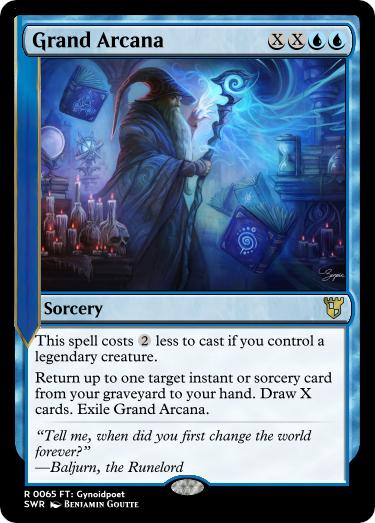 Grand Arcana XXUU
Sorcery
This spell costs 2 less to cast if you control a
legendary creature.
Return up to one target instant or sorcery card
from your graveyard to your hand. Draw X
cards. Exile Grand Arcana.
“Tell me, when did you first change the world
forever?”
—Baljurn, the Runelord
R 0065 FT: Gynoidpoet
SWR Benjamin Goutte